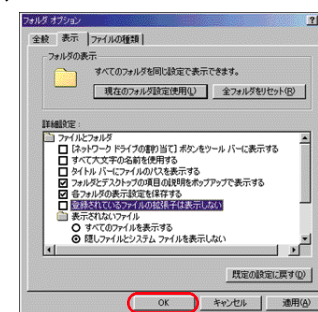 フォルダ オプション
全般 表示 ファイルの種類
フォルダの表示
すべてのフォルダを同じ設定で表示できます。
現在のフォルダ設定使用(L) 全フォルダをリセット(R)
詳細設定:
ファイルとフォルダ
[ネットワーク ドライブの割り当て] ボタンをツール バーに表示する
すべて大文字の名前を使用する
タイトル バーにファイルのパスを表示する
フォルダとデスクトップの項目の説明をポップアップで表示する
各フォルダの表示設定を保存する
登録されているファイルの拡張子は表示しない
表示されないファイル
すべてのファイルを表示する
隠しファイルとシステム ファイルを表示しない
既定の設定に戻す(D)
OK キャンセル 適用(A)